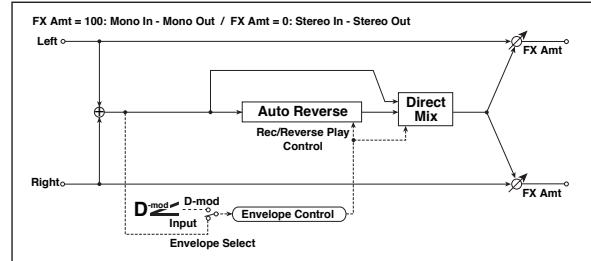 FX Amt = 100: Mono In - Mono Out / FX Amt = 0: Stereo In - Stereo Out
Left
FX Amt
Auto Reverse
Direct
Mix
Rec/Reverse Play
Control
Right
FX Amt
D-mod
D-mod
Input
Envelope Control
Envelope Select